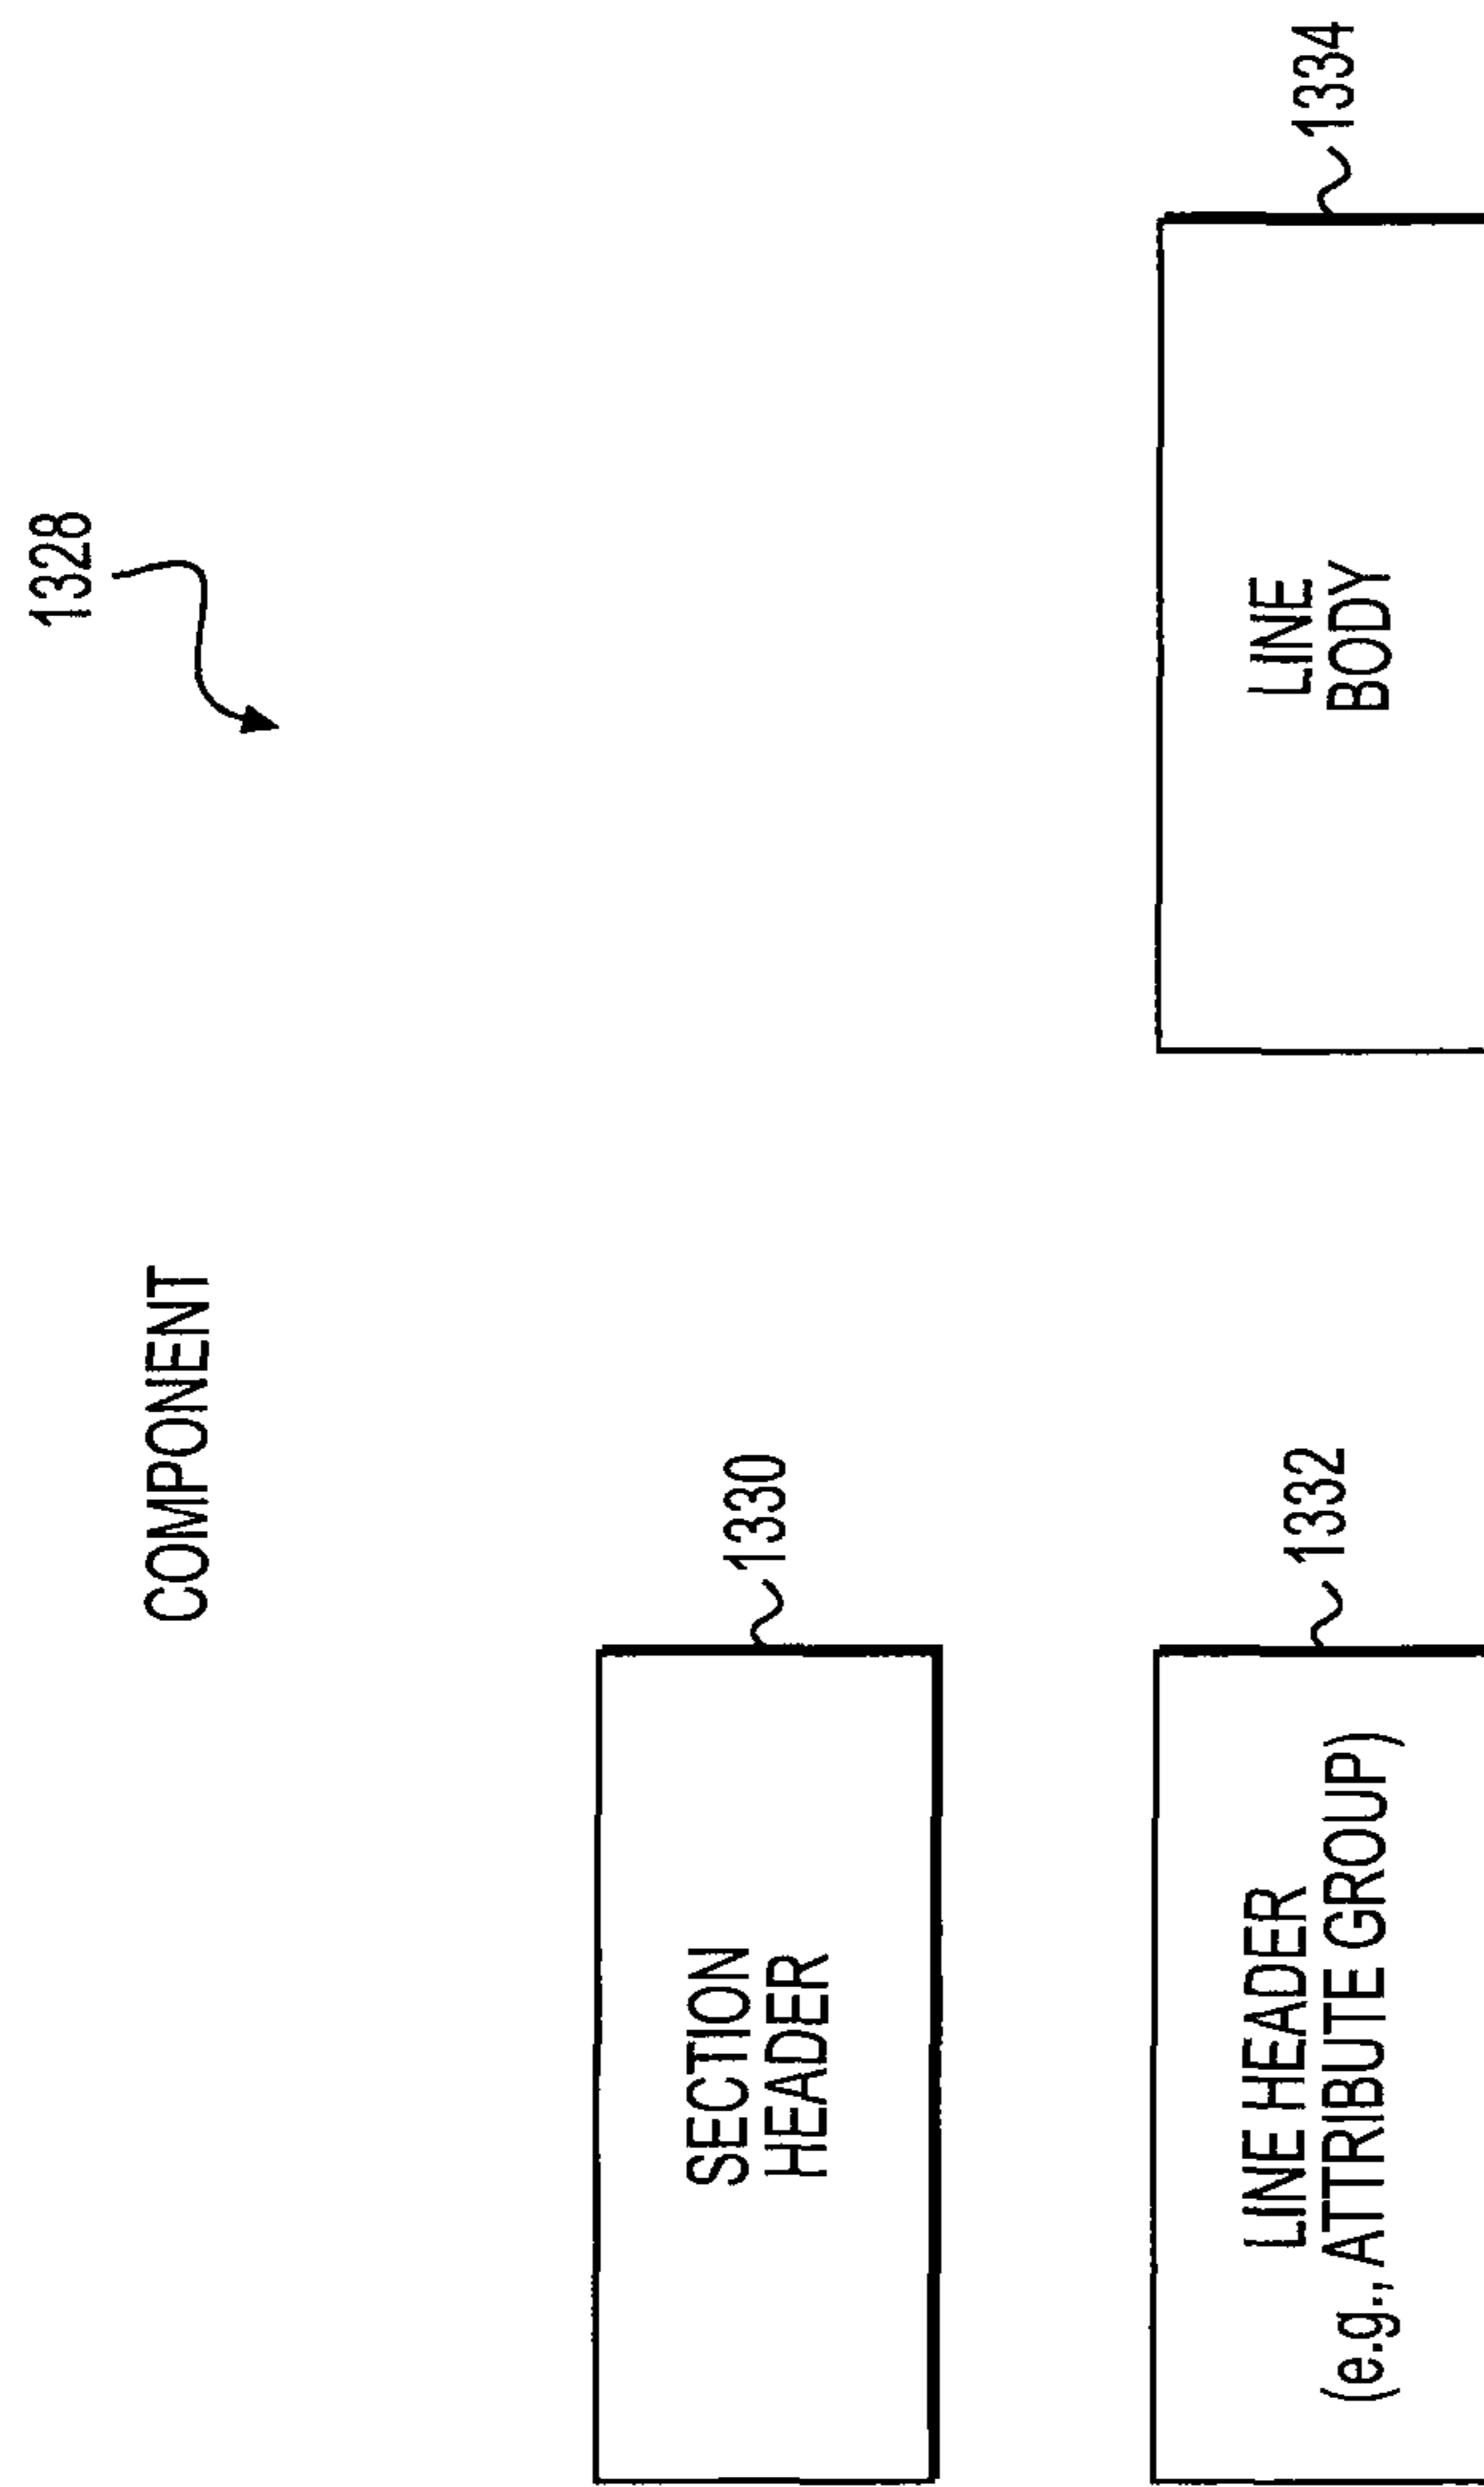 COMPONENT
1328
SECTION
HEADER
1330
LINE HEADER
(e.g., ATTRIBUTE GROUP)
1332
LINE
BODY
1334